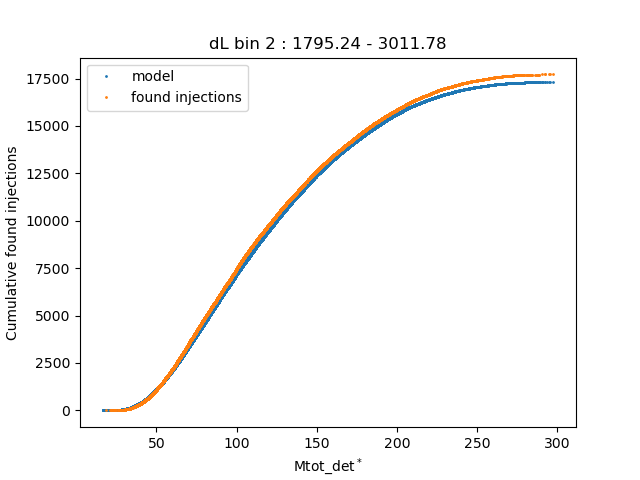 dL bin 2 : 1795.24 - 3011.78
model
found injections
17500
15000
12500
10000
7500
5000
2500
0
Cumulative found injections
50 100 150 200 250 300
Mtot_det*